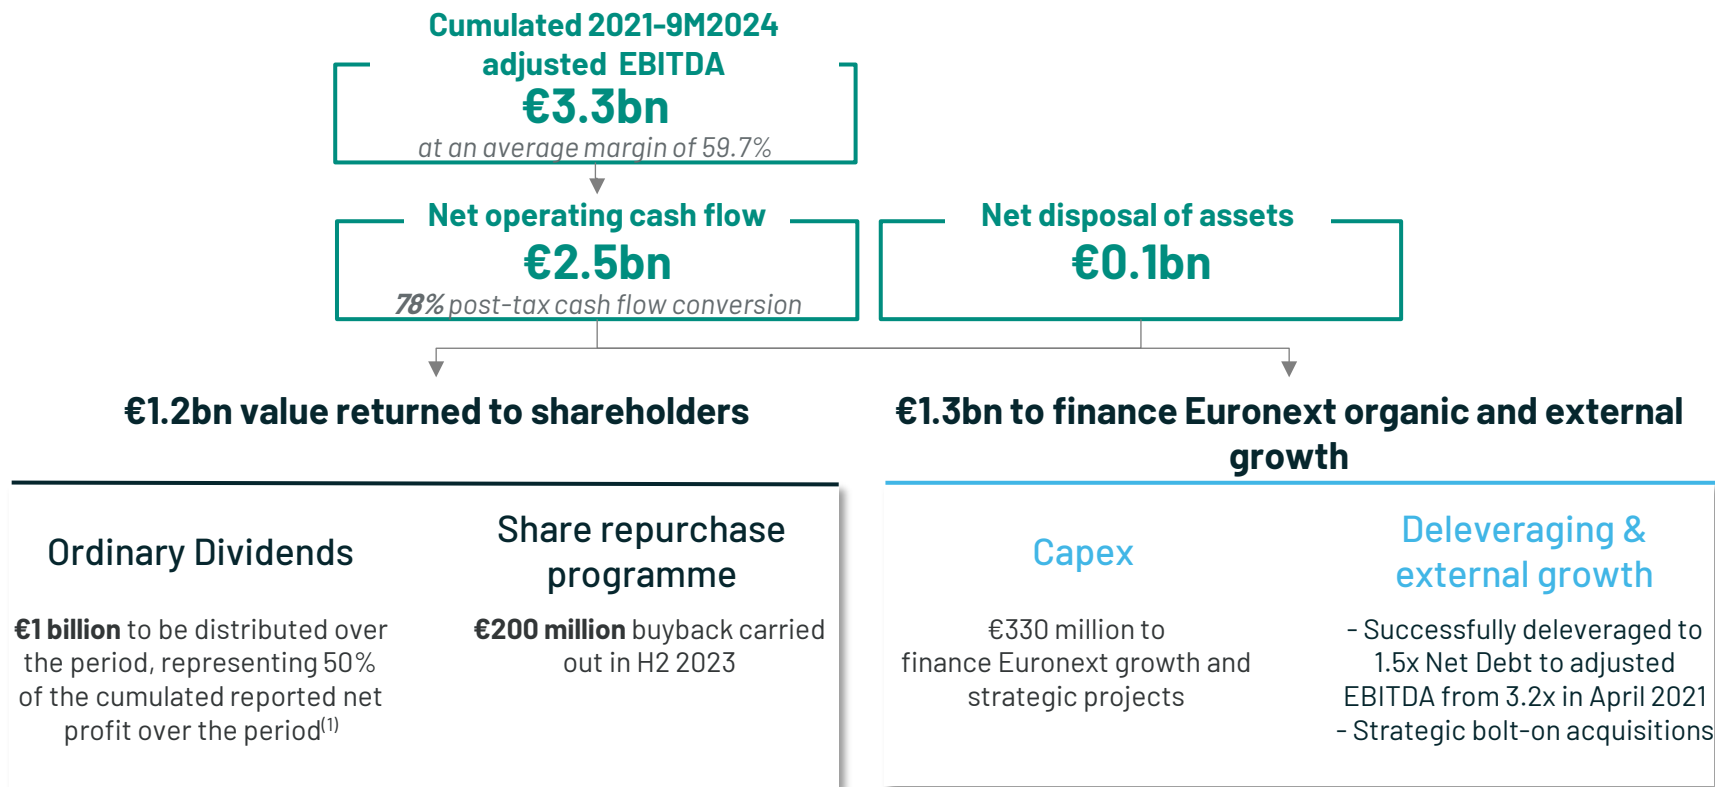 Cumulated 2021-9M2024
adjusted EBITDA
€3.3bn
at an average margin of 59.7%
Net operating cash flow
€2.5bn
78% post-tax cash flow conversion
Net disposal of assets
€0.1bn
€1.2bn value returned to shareholders
Ordinary Dividends
€1 billion to be distributed over
the period, representing 50%
of the cumulated reported net
profit over the period(1)
Share repurchase
programme
€200 million buyback carried
out in H2 2023
€1.3bn to finance Euronext organic and external
growth
Capex
€330 million to
finance Euronext growth and
strategic projects
Deleveraging &
external growth
- Successfully deleveraged to
1.5x Net Debt to adjusted
EBITDA from 3.2x in April 2021
- Strategic bolt-on acquisitions